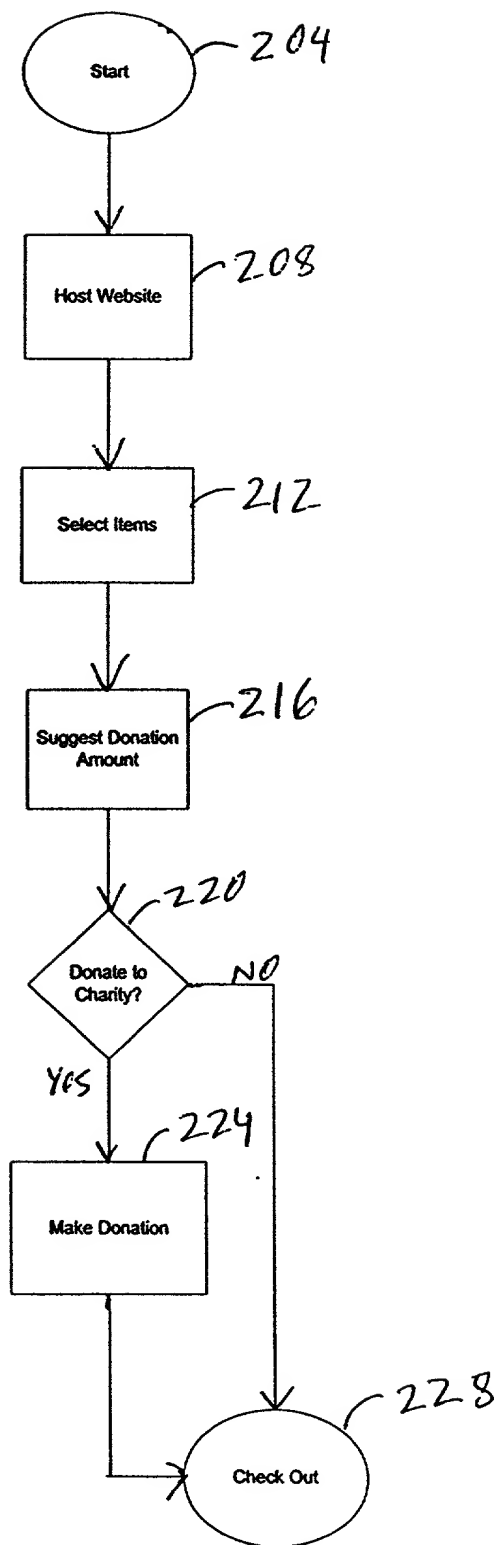 Start
204
Host Website
208
Select Items
212
Suggest Donation
Amount
216
Donate to
Charity?
220
NO
YES
Make Donation
224
Check Out
228